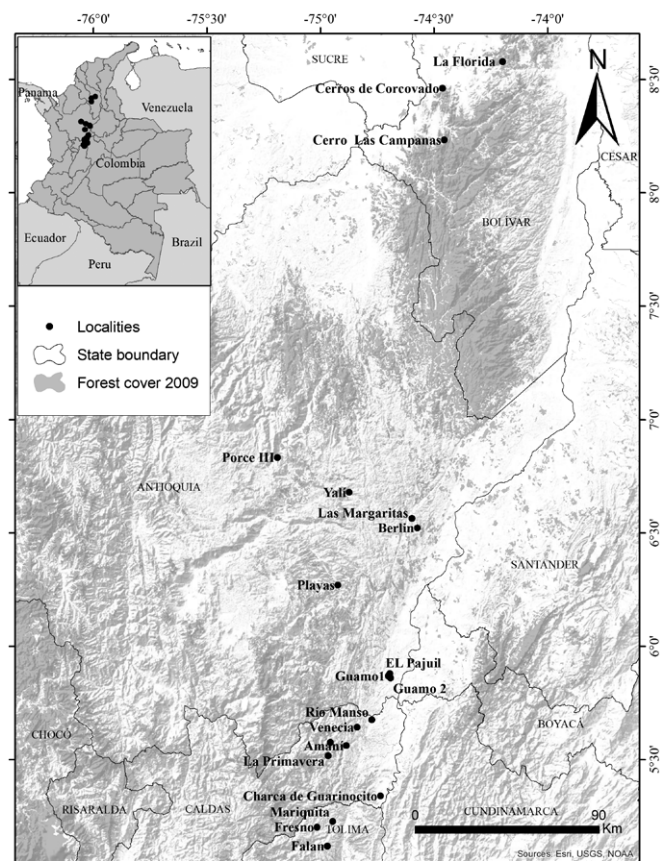 -76°0'
-75°30'
-75°0'
-74°30'
-74°0'
Panama
Venezuela
Colombia
Ecuador
Brazil
Peru
Localities
State boundary
Forest cover 2009
SUCRE
La Florida
N
8°30'
Cerros de Corcovado
Cerro Las Campanas
CESAR
8°0'
BOLÍVAR
7°30'
7°0'
Porce III
ANTIOQUIA
Yalí
Las Margaritas
Berlín
6°30'
SANTANDER
Playas
6°0'
EL Pajuil
Guamo1
Guamo 2
Río Manso
Venecia
BOYACÁ
CHOCÓ
Amaní
La Primavera
5°30'
Charca de Guarinocito
RISARALDA
CALDAS
CUNDINAMARCA
Mariquita
0
90
Km
Fresno
TOLIMA
Falan
Sources: Esri, USGS, NOAA